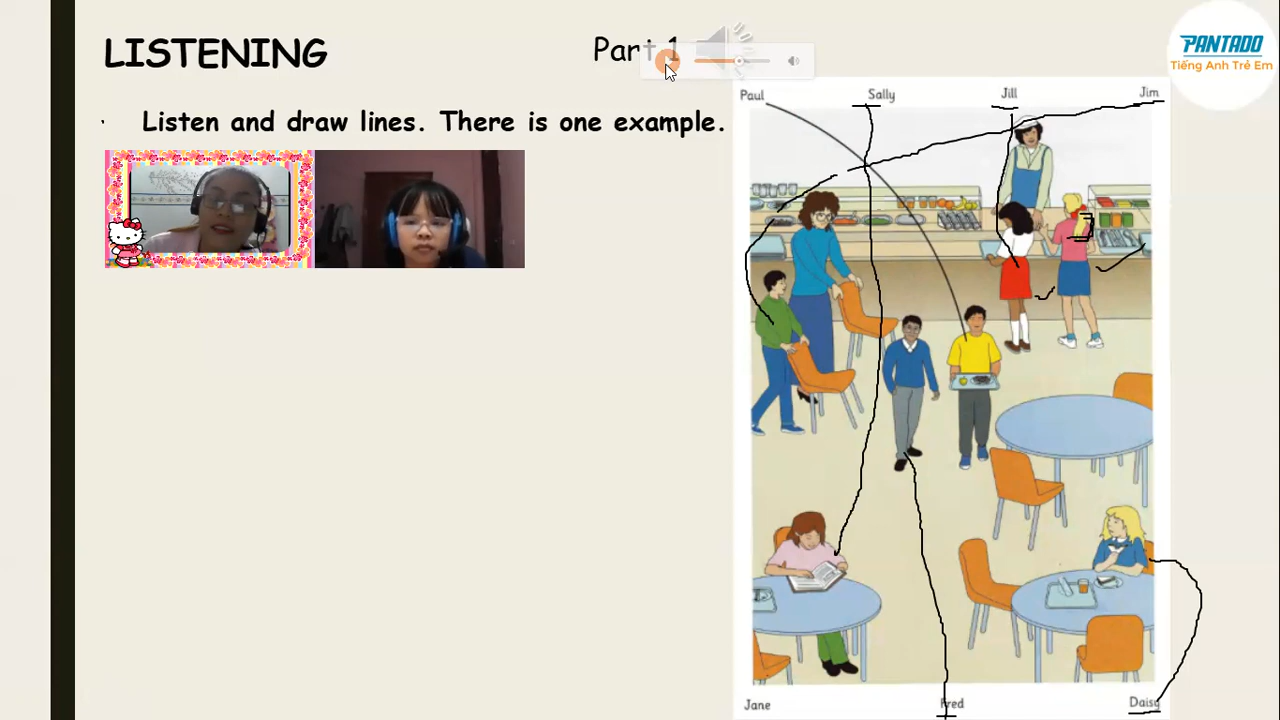 LISTENING
Part 1
PANTADO
Tiếng Anh Trẻ Em
Listen and draw lines. There is one example.
Paul
Sally
Jill
Jim
Jane
Fred
Daisy